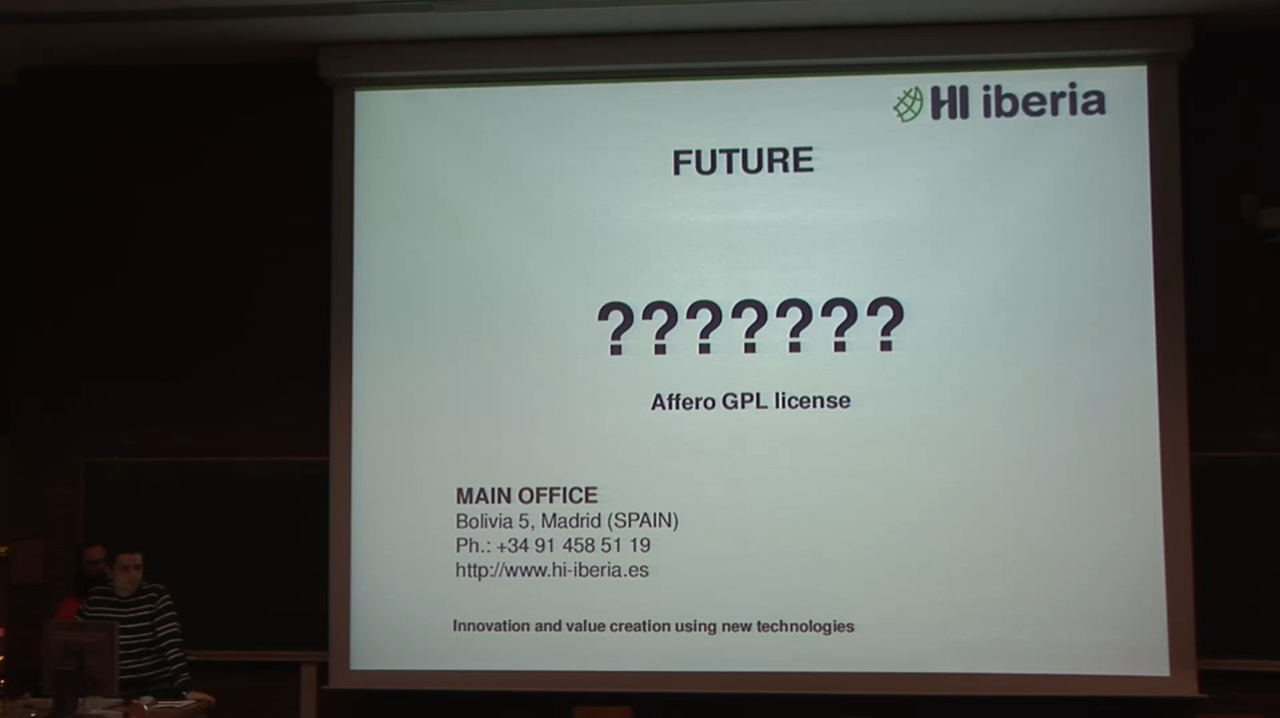 HI iberia
FUTURE
???????
Affero GPL license
MAIN OFFICE
Bolivia 5, Madrid (SPAIN)
Ph.: +34 91 458 51 19
http://www.hi-iberia.es
Innovation and value creation using new technologies